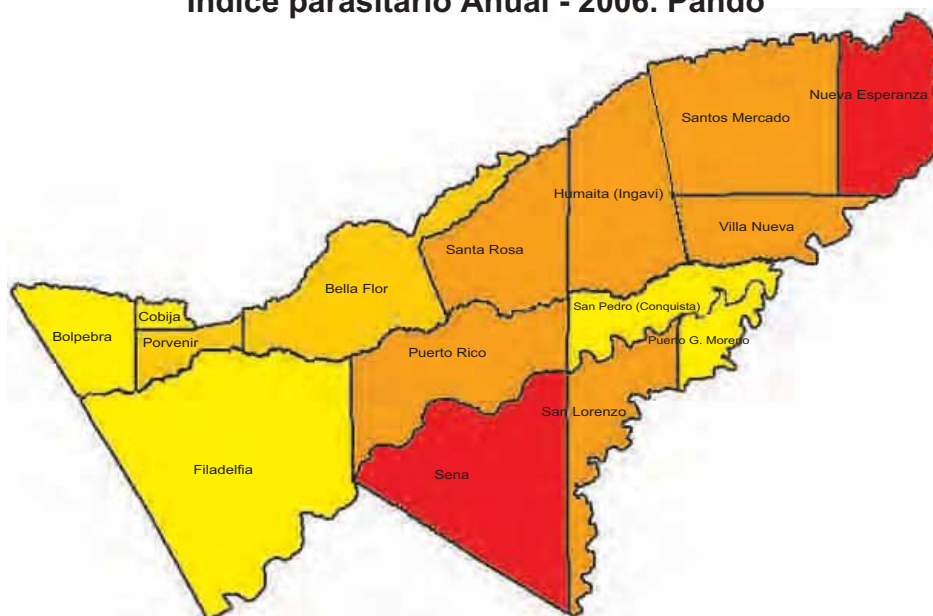 Índice parasitario Anual - 2006. Pando
Nueva Esperanza
Santos Mercado
Humaita (Ingavi)
Villa Nueva
Santa Rosa
Bella Flor
San Pedro (Conquista)
Cobija
Bolpebra
Porvenir
Puerto G. Moreno
Puerto Rico
San Lorenzo
Filadelfia
Sena